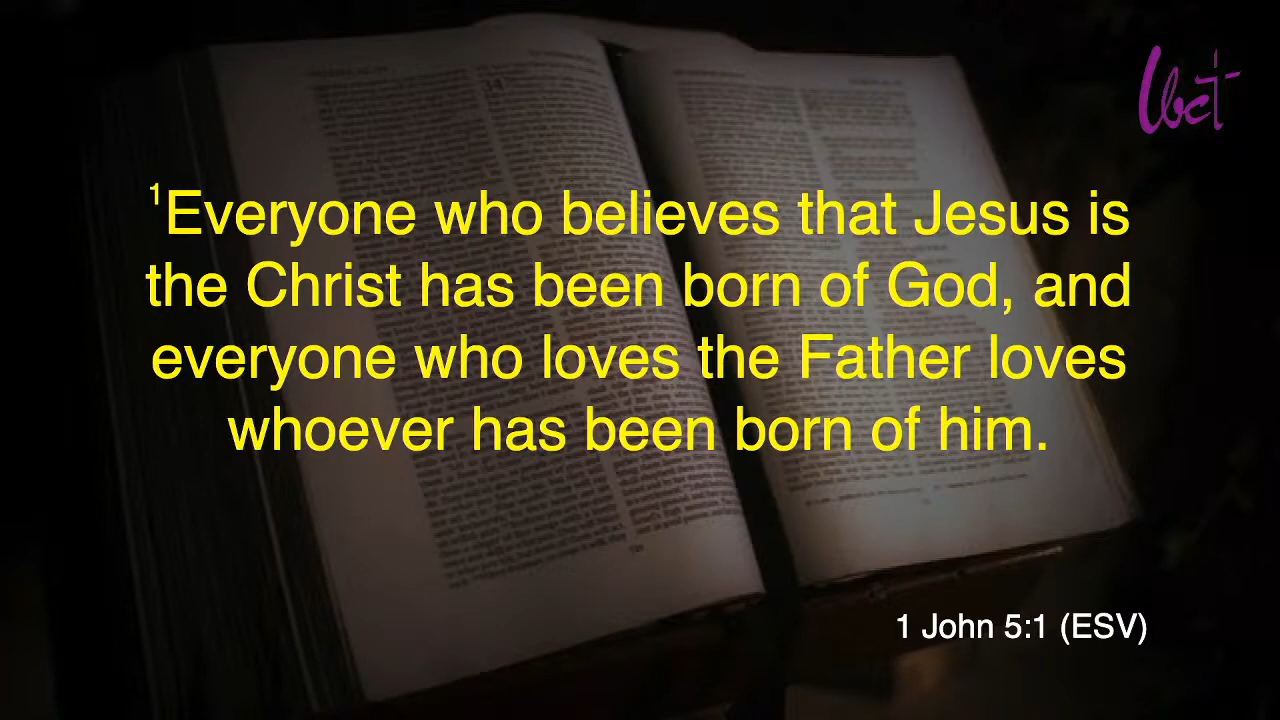 lbct
¹Everyone who believes that Jesus is
the Christ has been born of God, and
everyone who loves the Father loves
whoever has been born of him.
1 John 5:1 (ESV)